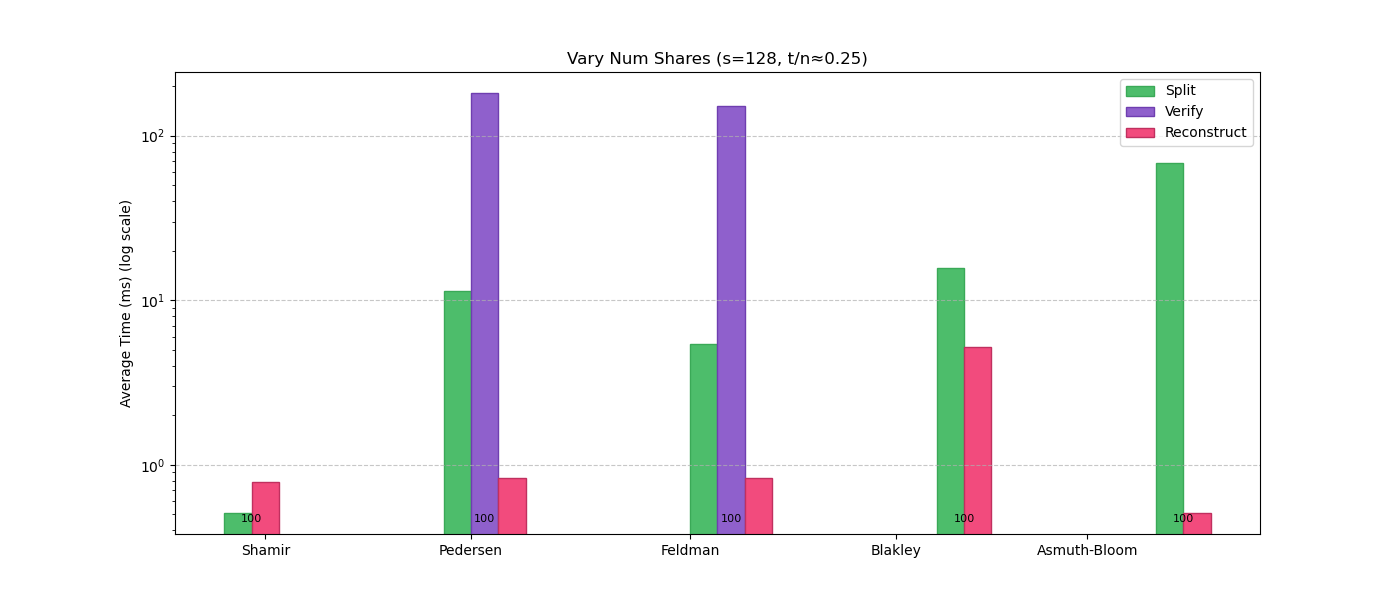 Vary Num Shares (s=128, t/n≈0.25)
Split
Verify
Reconstruct
Average Time (ms) (log scale)
10²
10¹
10⁰
100 100 100 100 100
Shamir Pedersen Feldman Blakley Asmuth-Bloom